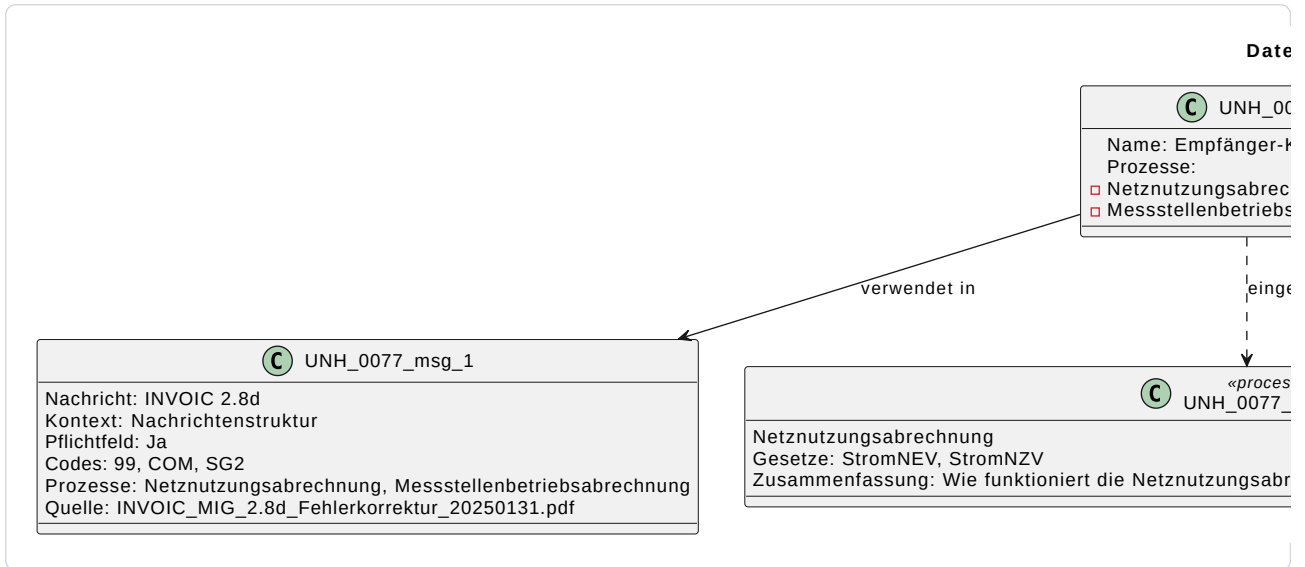 Date
C UNH_00
Name: Empfänger-K
Prozesse:
Netznutzungsabrec
Messstellenbetriebs
verwendet in
einge
C UNH_0077_msg_1
Nachricht: INVOIC 2.8d
Kontext: Nachrichtenstruktur
Pflichtfeld: Ja
Codes: 99, COM, SG2
Prozesse: Netznutzungsabrechnung, Messstellenbetriebsabrechnung
Quelle: INVOIC_MIG_2.8d_Fehlerkorrektur_20250131.pdf
«proces
C UNH_0077_
Netznutzungsabrechnung
Gesetze: StromNEV, StromNZV
Zusammenfassung: Wie funktioniert die Netznutzungsabr